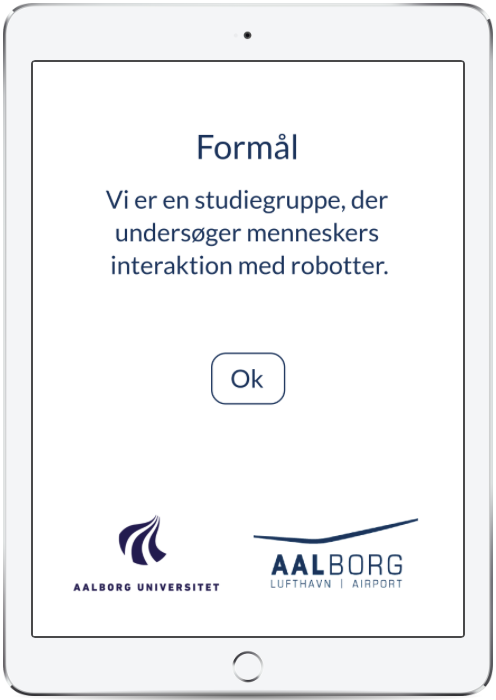 Formål
Vi er en studiegruppe, der
undersøger menneskers
interaktion med robotter.
Ok
AALBORG UNIVERSITET
AALBORG
LUFTHAVN | AIRPORT